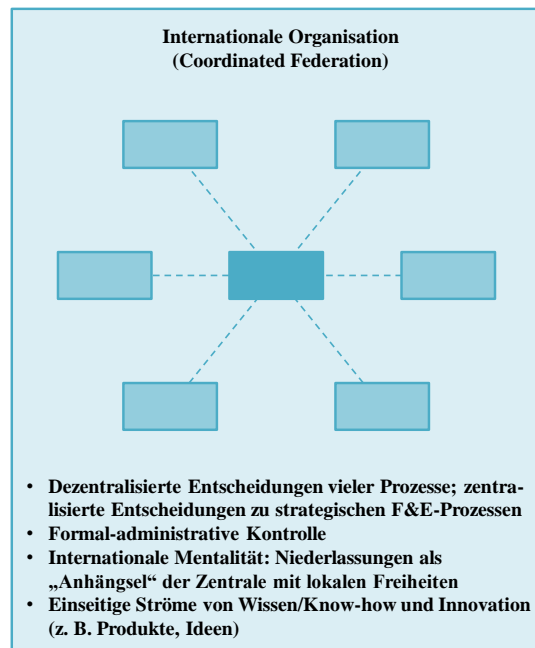 Internationale Organisation
(Coordinated Federation)
• Dezentralisierte Entscheidungen vieler Prozesse; zentra-
lisierte Entscheidungen zu strategischen F&E-Prozessen
• Formal-administrative Kontrolle
• Internationale Mentalität: Niederlassungen als
„Anhängsel“ der Zentrale mit lokalen Freiheiten
• Einseitige Ströme von Wissen/Know-how und Innovation
(z. B. Produkte, Ideen)